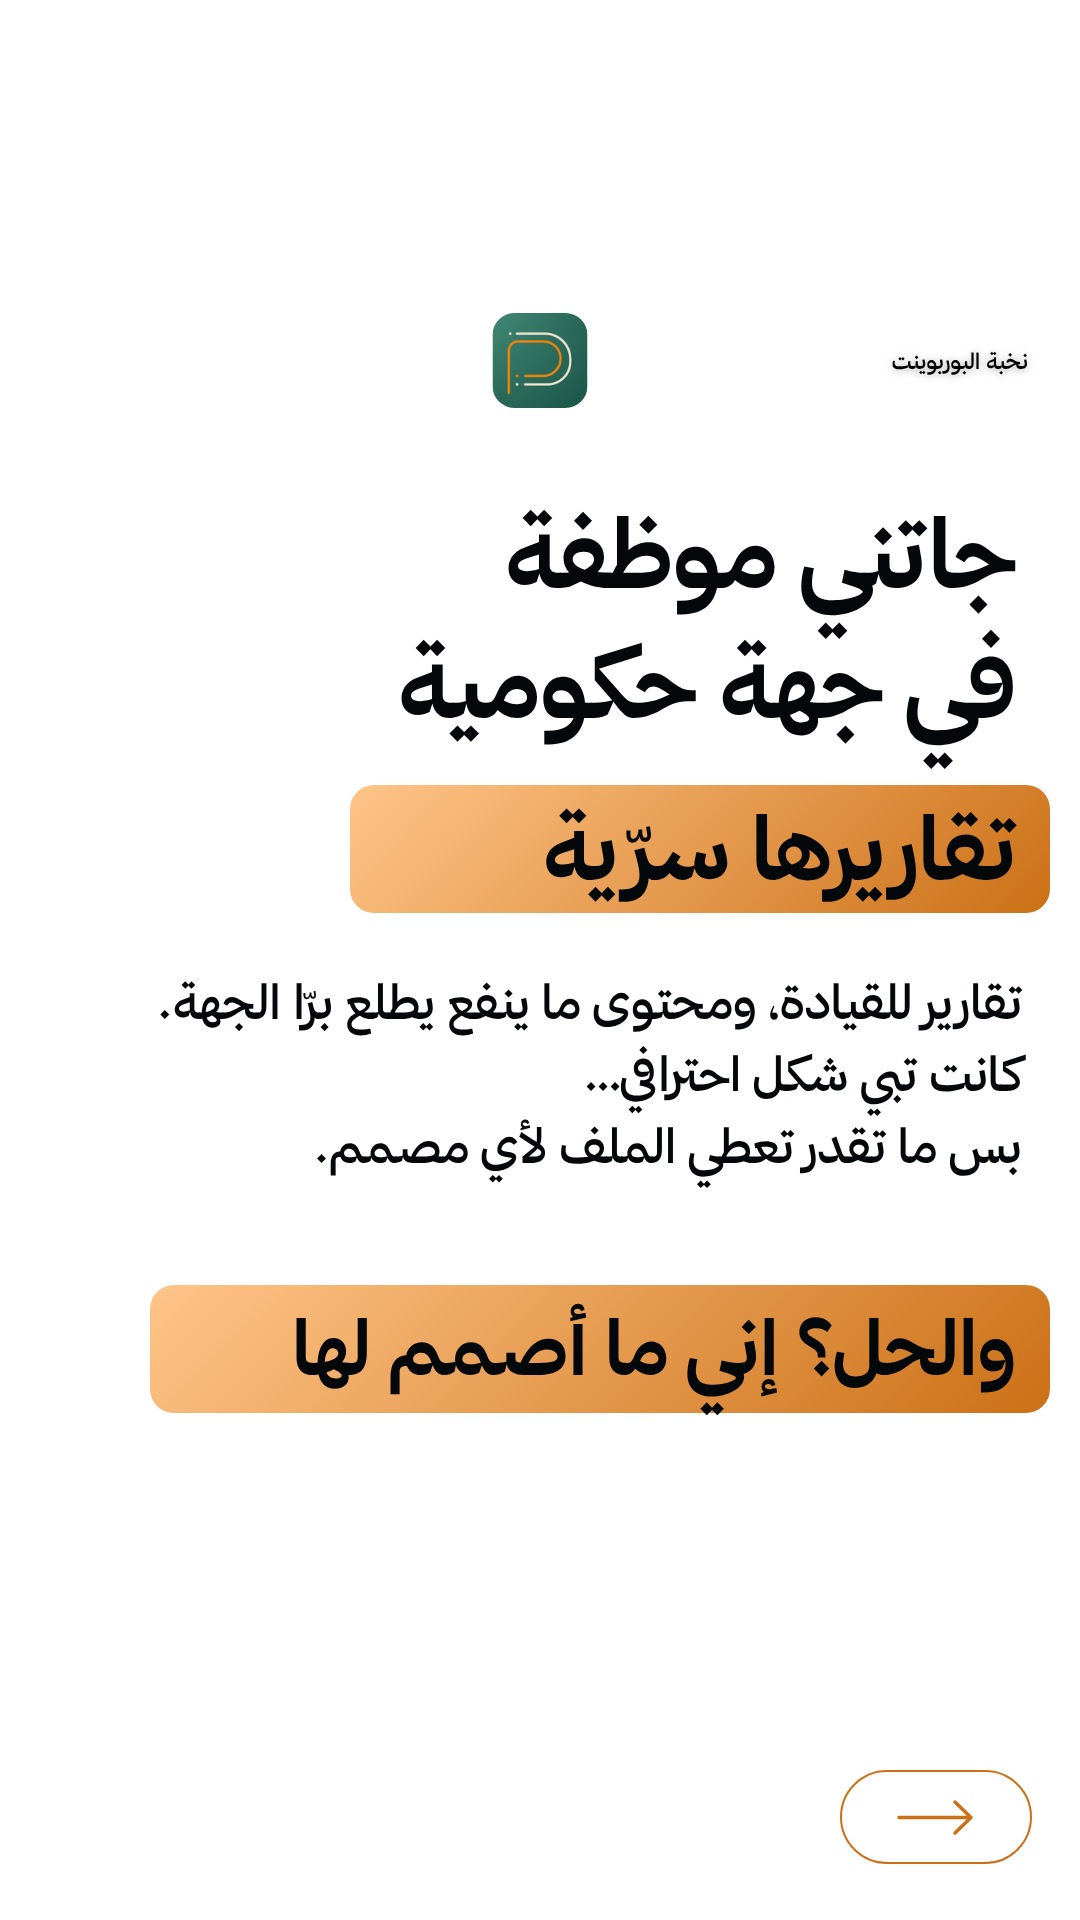 نخبة البوربوينت
جاتني موظفة
في جهة حكومية
تقاريرها سرّية
تقارير للقيادة، ومحتوى ما ينفع يطلع برّا الجهة.
كانت تبي شكل احترافي...
بس ما تقدر تعطي الملف لأي مصمم.
والحل؟ إني ما أصمم لها